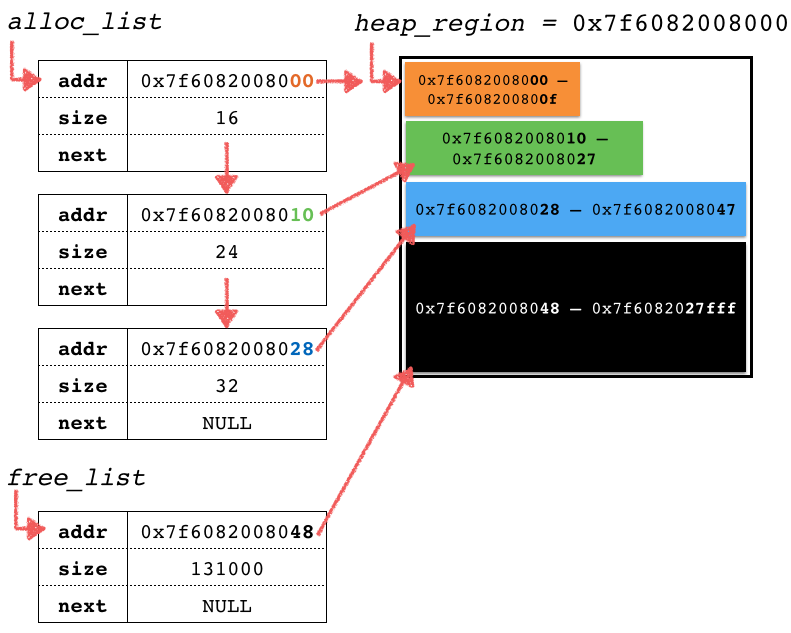 alloc_list
addr 0x7f6082008000
size 16
next
addr 0x7f6082008010
size 24
next
addr 0x7f6082008028
size 32
next NULL
free_list
addr 0x7f6082008048
size 131000
next NULL
heap_region = 0x7f6082008000
0x7f6082008000 –
0x7f608200800f
0x7f6082008010 –
0x7f6082008027
0x7f6082008028 – 0x7f6082008047
0x7f6082008048 – 0x7f6082027fff